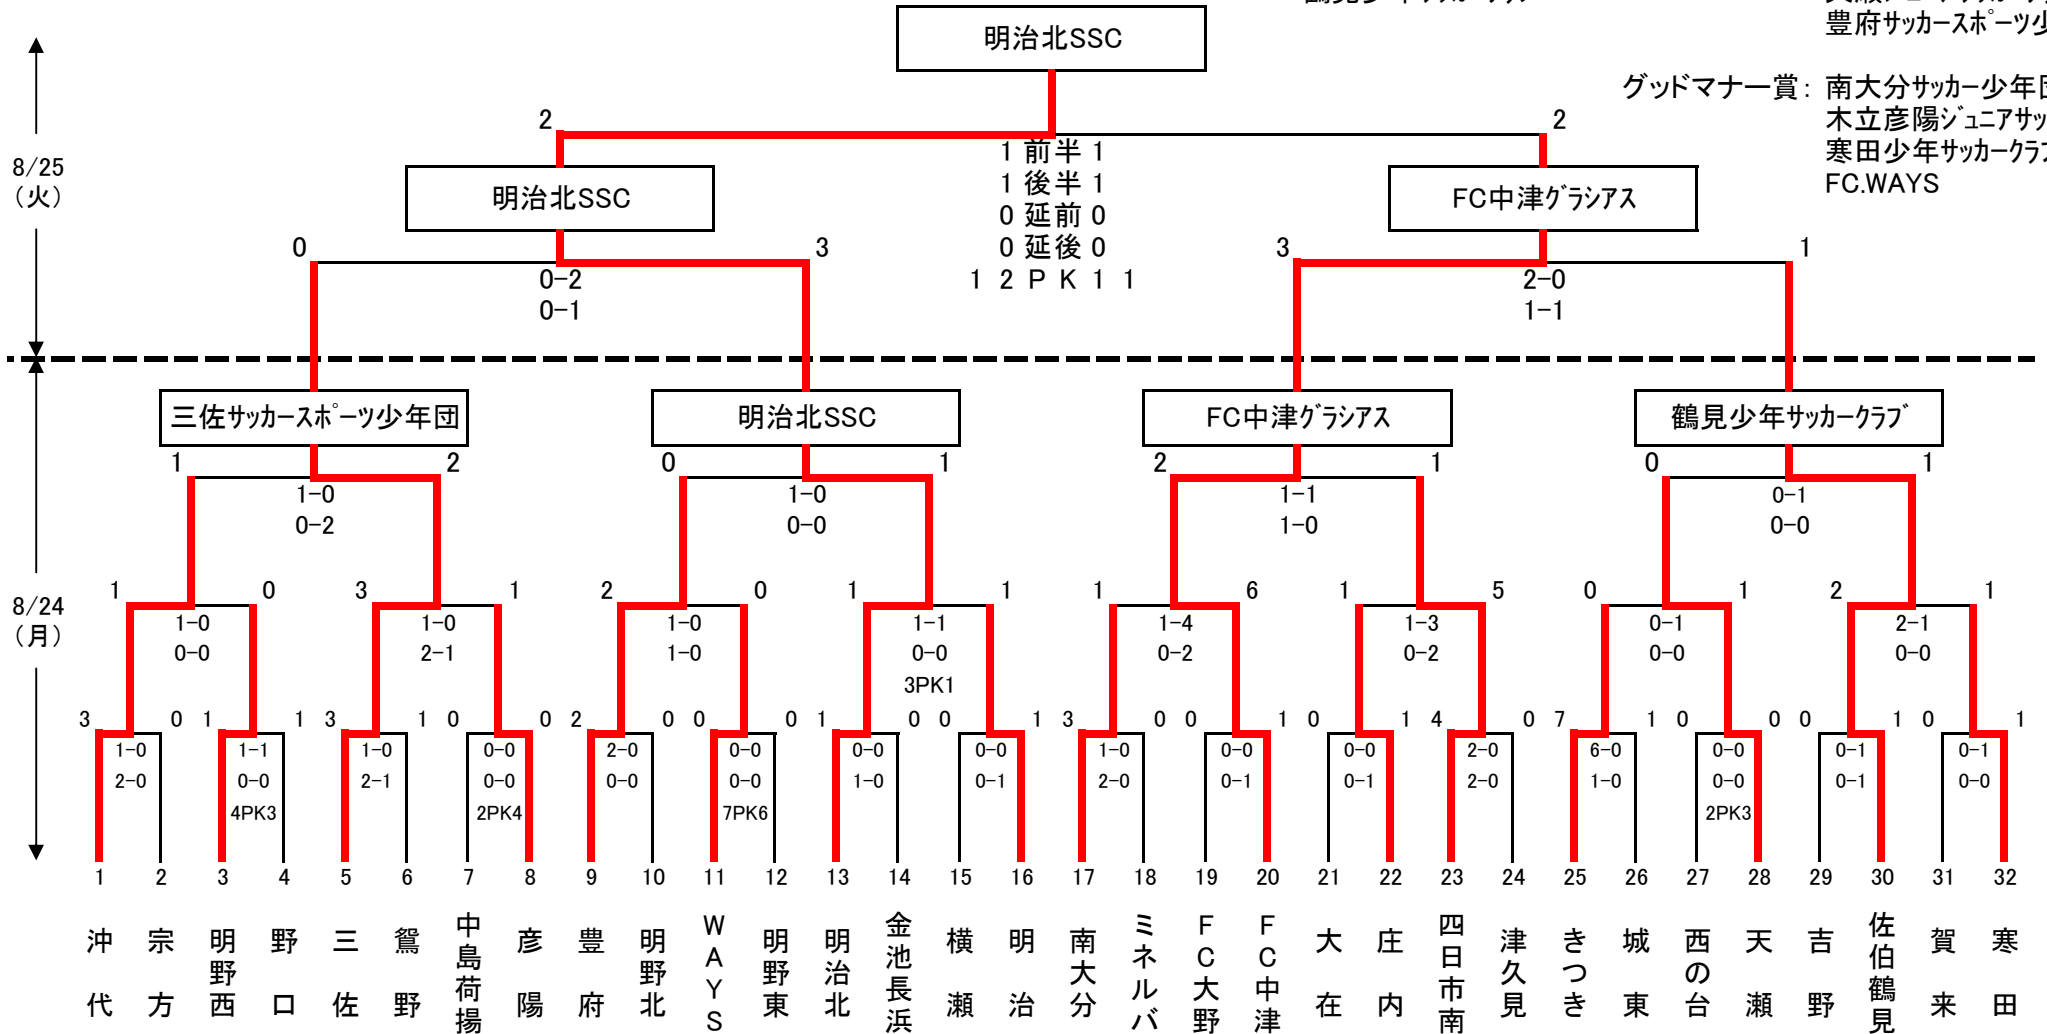 明治北SSC
豊府サッカースポーツ少
グッドマナー賞： 南大分サッカー少年団
木立彦陽ジュニアサッ
寒田少年サッカークラブ
FC.WAYS
8/25
（火）
2 2
1 前半 1
1 後半 1
0 延前 0
0 延後 0
1 2 P K 1 1
明治北SSC FC中津グラシアス
0 3 3 1
0-2 2-0
0-1 1-1
三佐サッカースポーツ少年団 明治北SSC FC中津グラシアス 鶴見少年サッカークラブ
1 2 0 1 2 1 0 1
1-0 1-0 1-1 0-1
0-2 0-0 1-0 0-0
8/24
（月）
1 0 3 1 2 0 1 1 1 6 1 5 0 1 2 1
1-0 1-0 1-0 1-1 1-4 1-3 0-1 2-1
0-0 2-1 1-0 0-0 0-2 0-2 0-0 0-0
3PK1
3 0 1 1 3 1 0 0 2 0 0 0 1 0 0 1 3 0 0 1 0 1 4 0 7 1 0 0 0 1 0 1
1-0 1-1 1-0 0-0 2-0 0-0 0-0 0-0 1-0 0-0 0-0 2-0 6-0 0-0 0-1 0-1
2-0 0-0 2-1 0-0 0-0 0-0 1-0 0-1 2-0 0-1 0-1 2-0 1-0 0-0 0-1 0-0
4PK3 2PK4 7PK6 2PK3
1 2 3 4 5 6 7 8 9 10 11 12 13 14 15 16 17 18 19 20 21 22 23 24 25 26 27 28 29 30 31 32
沖代 宗方 明野西 野口 三佐 鴛野 中島荷揚 彦陽 豊府 明野北 WAYS 明野東 明治北 金池長浜 横瀬 明治 南大分 ミネルバ FC大野 FC中津 大在 庄内 四日市南 津久見 きつき 城東 西の台 天瀬 吉野 佐伯鶴見 賀来 寒田